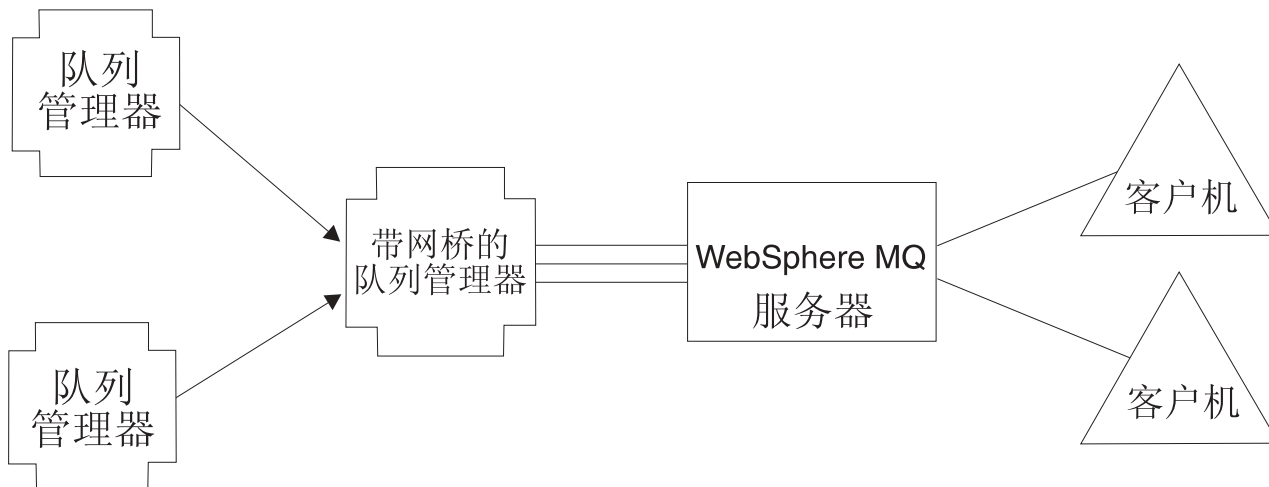 队列
管理器
带网桥的
队列管理器
WebSphere MQ
服务器
客户机
队列
管理器
客户机